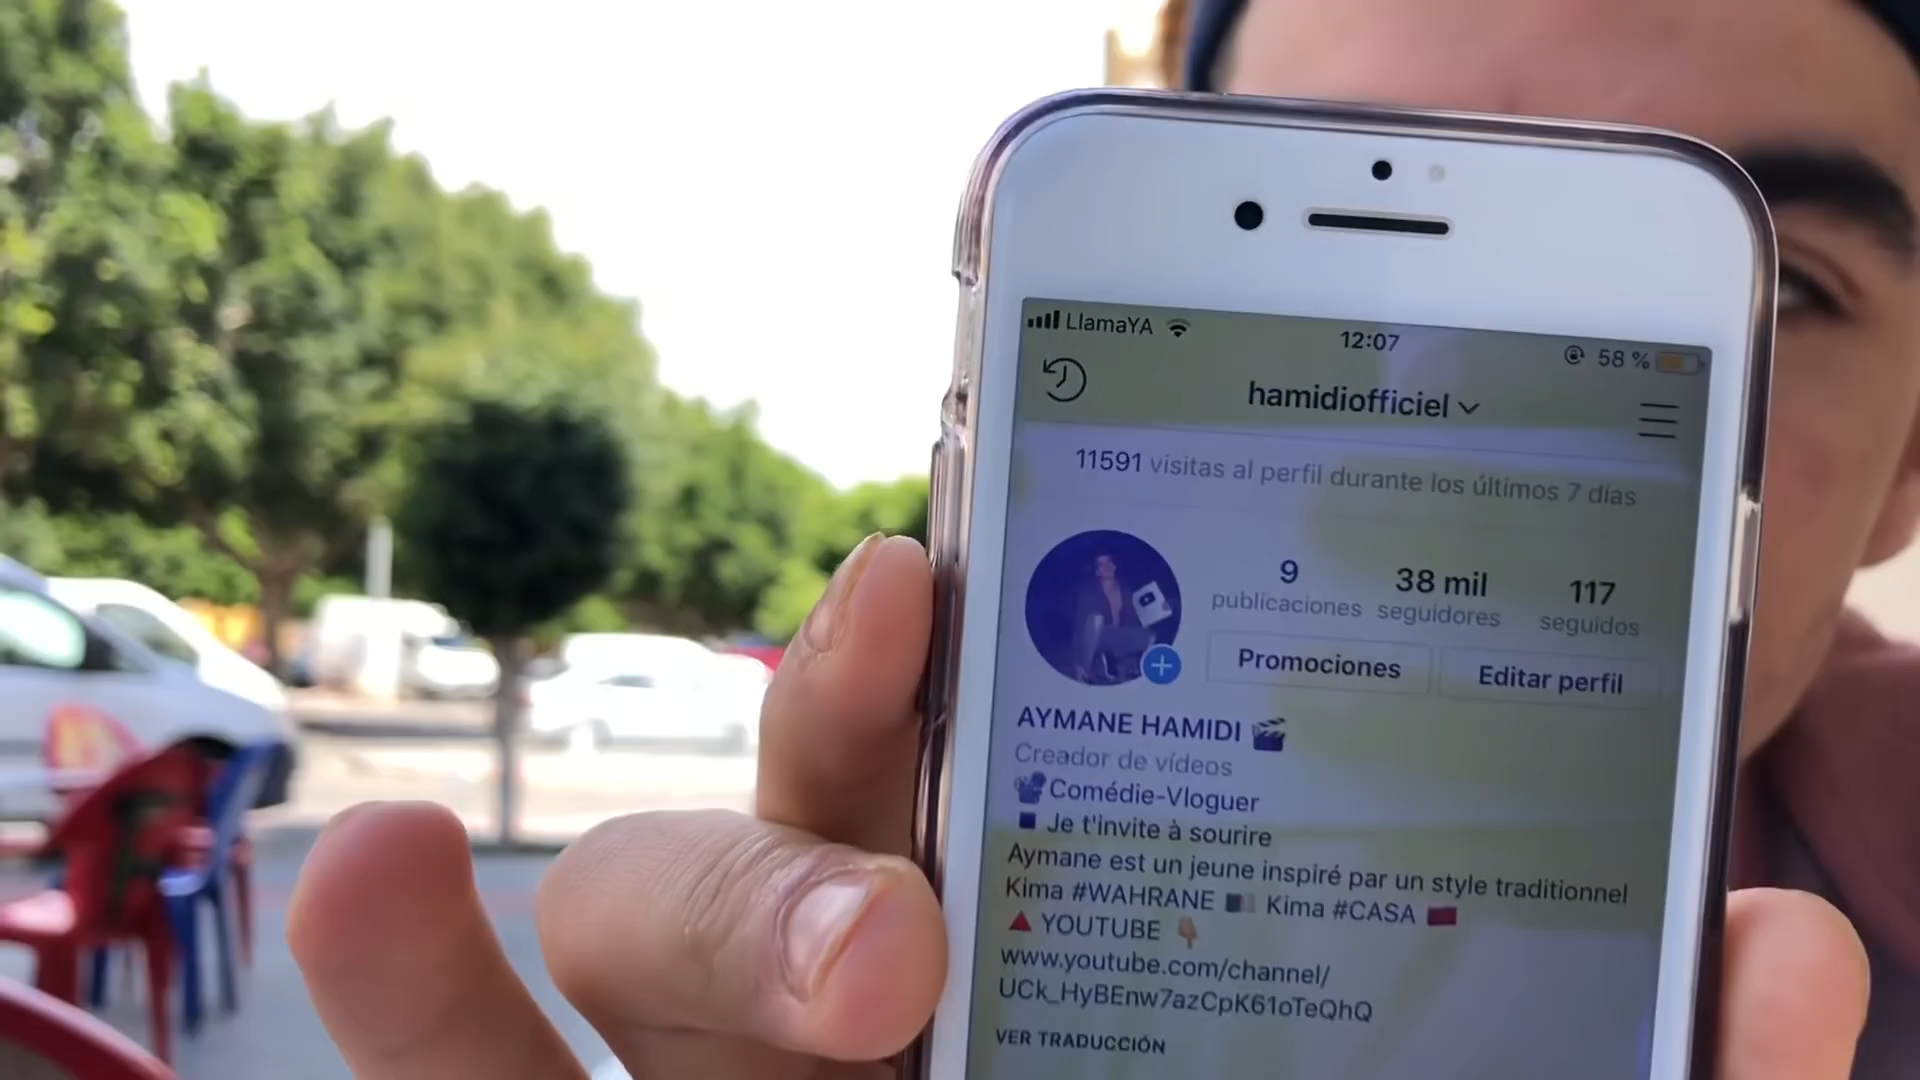 LlamaYA 12:07 58 %
hamidiofficiel
11591 visitas al perfil durante los últimos 7 días
9 38 mil 117
publicaciones seguidores seguidos
Promociones Editar perfil
AYMANE HAMIDI 🎬
Creador de vídeos
🎥Comédie-Vloguer
Je t'invite à sourire
Aymane est un jeune inspiré par un style traditionnel
Kima #WAHRANE 🇩🇿 Kima #CASA 🇲🇦
🔺 YOUTUBE 👇
www.youtube.com/channel/
UCk_HyBEnw7azCpK61oTeQhQ
VER TRADUCCIÓN